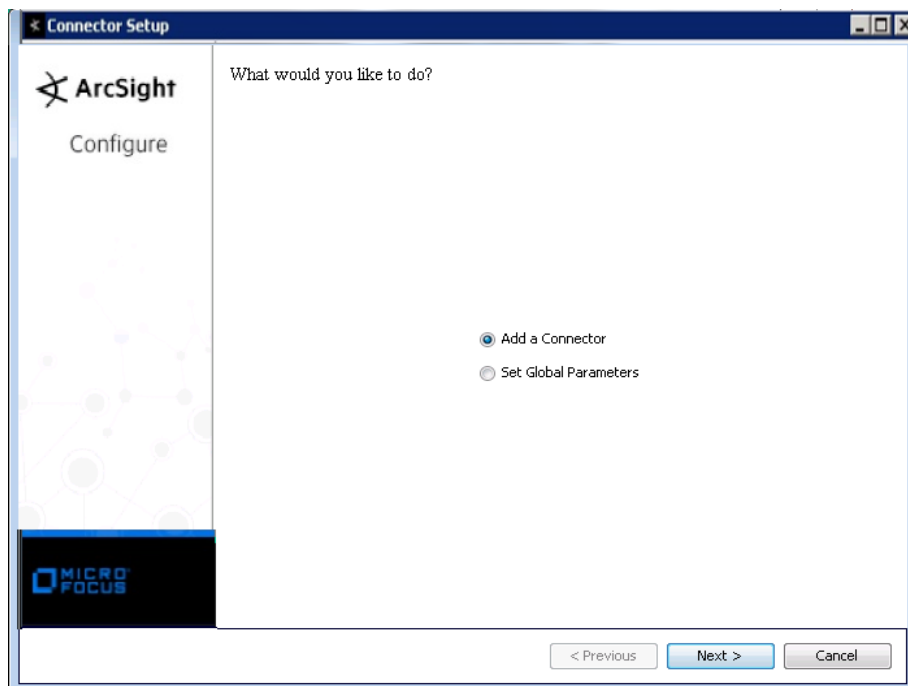 Connector Setup
ArcSight
Configure
What would you like to do?
Add a Connector
Set Global Parameters
MICRO
FOCUS
< Previous
Next >
Cancel